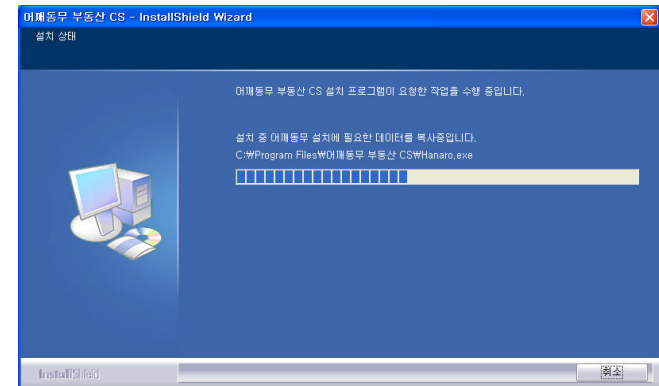 어깨동무 부동산 CS - InstallShield Wizard
설치 상태
어깨동무 부동산 CS 설치 프로그램이 요청한 작업을 수행 중입니다.
설치 중 어깨동무 설치에 필요한 데이터를 복사중입니다.
C:₩Program Files₩어깨동무 부동산 CS₩Hanaro.exe
InstallShield
취소